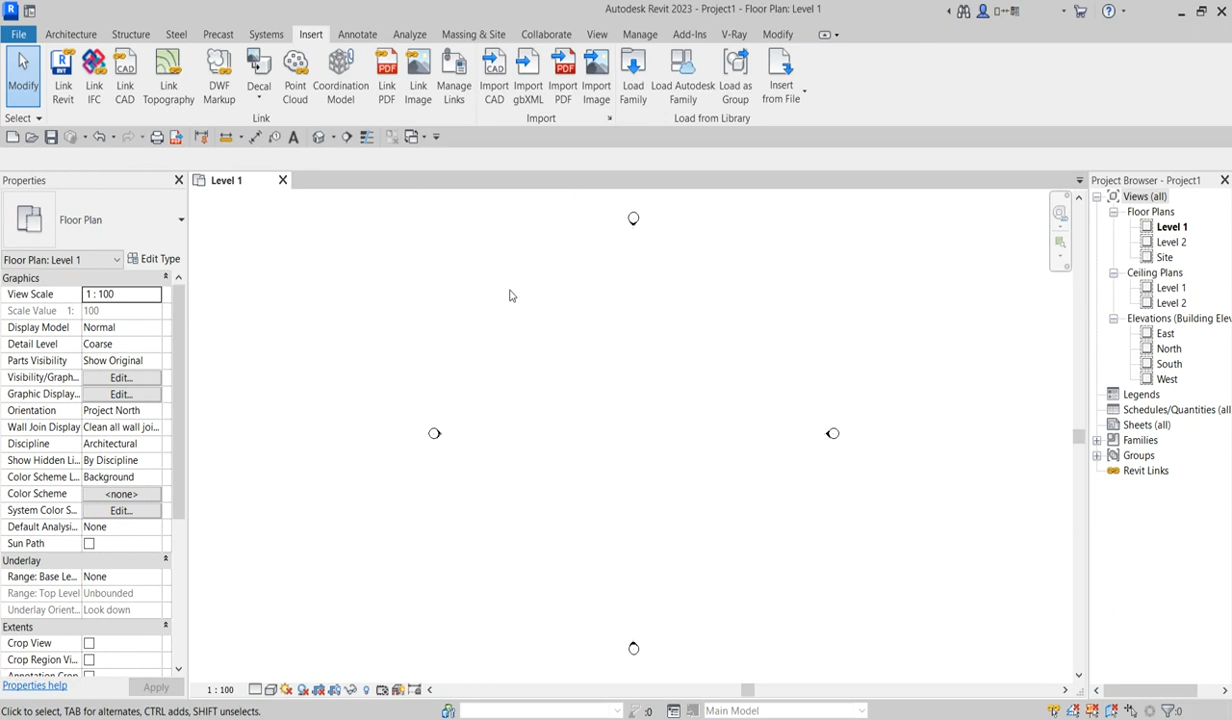 Autodesk Revit 2023 - Project1 - Floor Plan: Level 1
File Architecture Structure Steel Precast Systems Insert Annotate Analyze Massing & Site Collaborate View Manage Add-Ins V-Ray Modify
Modify
Link Revit
Link IFC
Link CAD
Link Topography
DWF Markup
Decal
Point Cloud
Coordination Model
Link PDF
Link Image
Manage Links
Import CAD
Import gbXML
Import PDF
Import Image
Load Family
Load Autodesk Family
Load as Group
Insert from File
Select
Link
Import
Load from Library
Properties
Floor Plan
Floor Plan: Level 1
Edit Type
Graphics
View Scale 1 : 100
Scale Value 1: 100
Display Model Normal
Detail Level Coarse
Parts Visibility Show Original
Visibility/Graph... Edit...
Graphic Display... Edit...
Orientation Project North
Wall Join Display Clean all wall joi...
Discipline Architectural
Show Hidden Li... By Discipline
Color Scheme L... Background
Color Scheme <none>
System Color S... Edit...
Default Analysi... None
Sun Path
Underlay
Range: Base Le... None
Range: Top Level Unbounded
Underlay Orient... Look down
Extents
Crop View
Crop Region Vi...
Properties help
Apply
Level 1
1 : 100
Project Browser - Project1
Views (all)
Floor Plans
Level 1
Level 2
Site
Ceiling Plans
Level 1
Level 2
Elevations (Building Elev
East
North
South
West
Legends
Schedules/Quantities (all
Sheets (all)
Families
Groups
Revit Links
Click to select, TAB for alternates, CTRL adds, SHIFT unselects.
:0
Main Model
:0